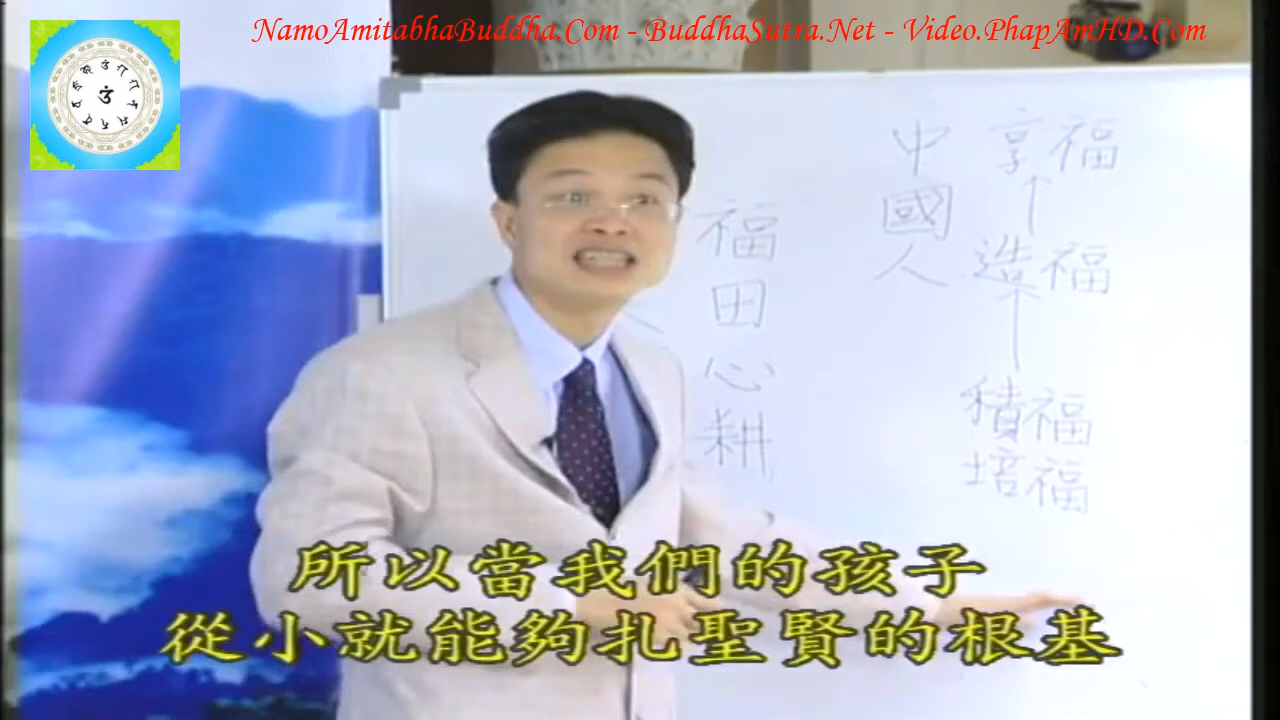 NamoAmitabhaBuddha.Com - BuddhaSutra.Net - Video.PhapAmHD.Com
享福
造福
積福
培福
中國人
福田心耕,
所以當我們的孩子
從小就能夠扎聖賢的根基